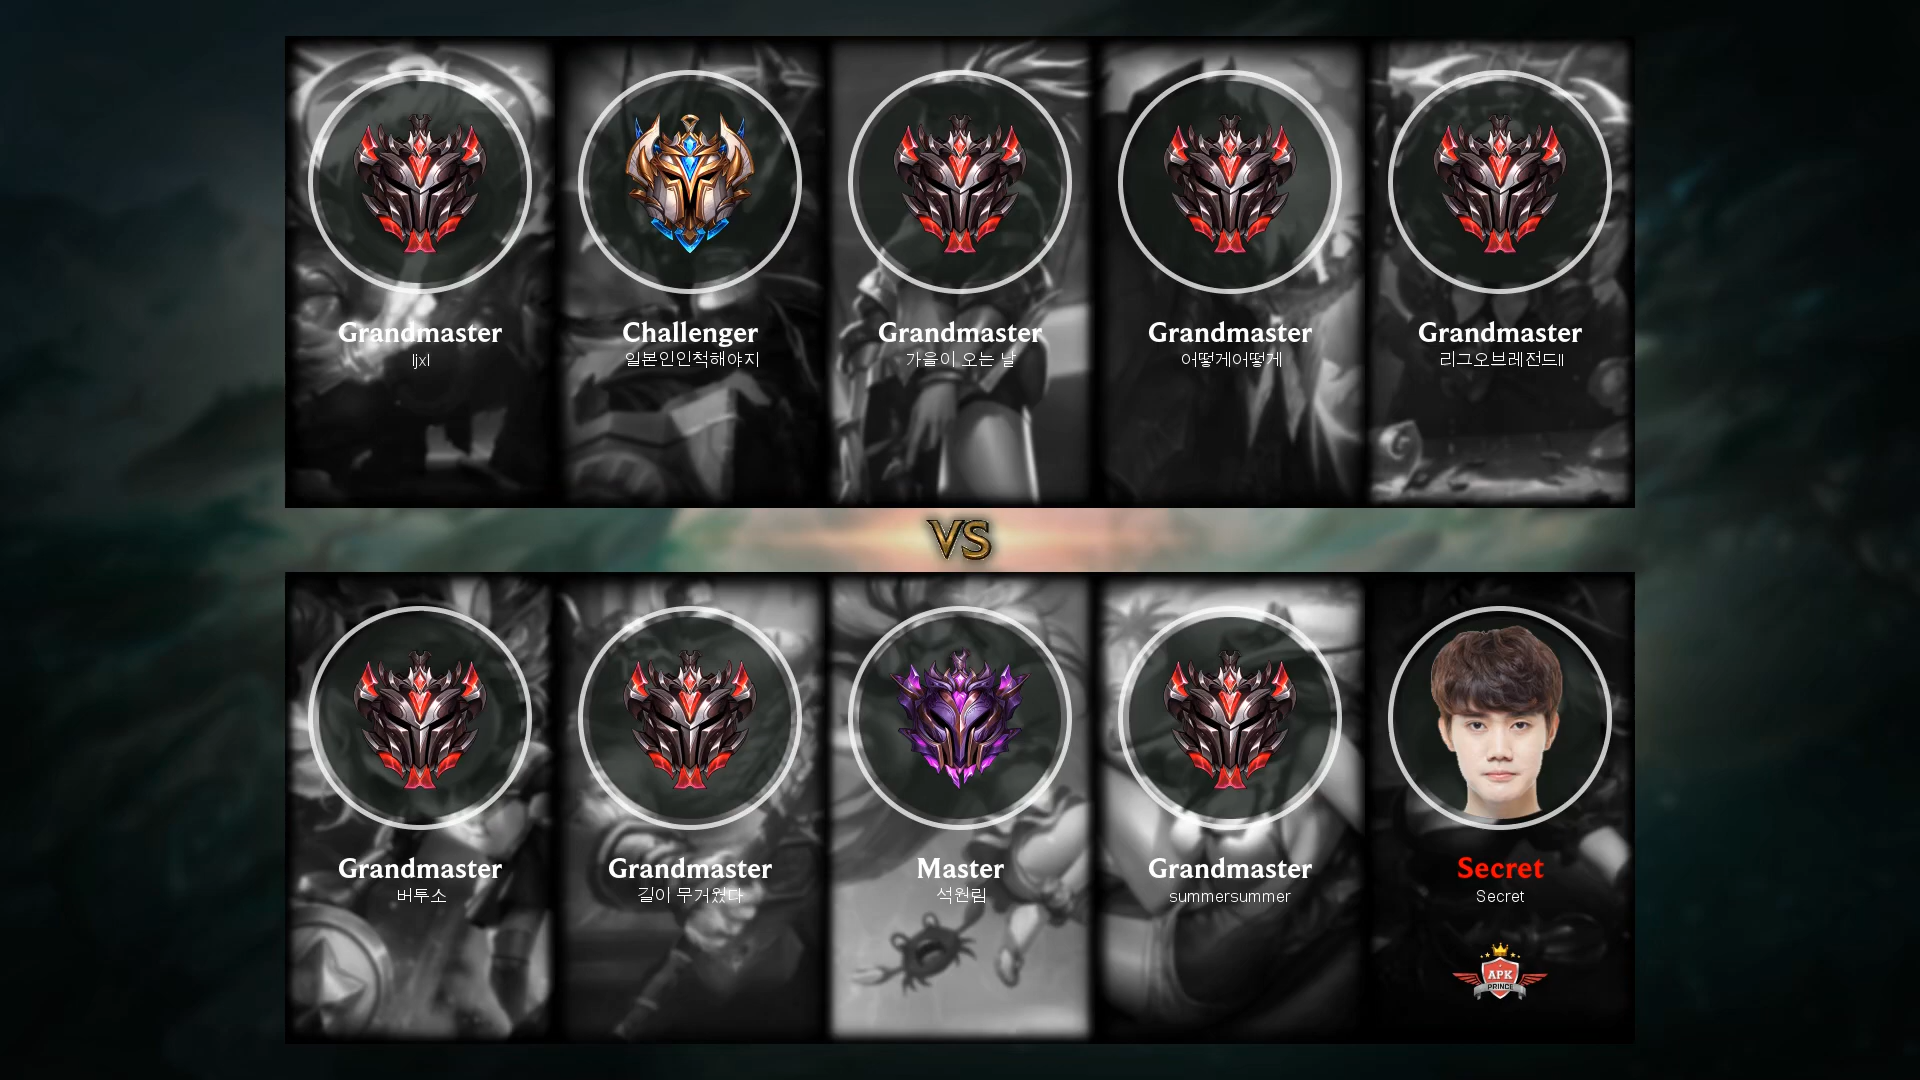 Grandmaster
ljxl
Challenger
일본인인척해야지
Grandmaster
가을이 오는 날
Grandmaster
어떻게어떻게
Grandmaster
리그오브레전드II
VS
Grandmaster
버투소
Grandmaster
길이 무거웠다
Master
석원림
Grandmaster
summersummer
Secret
Secret
APK
PRINCE